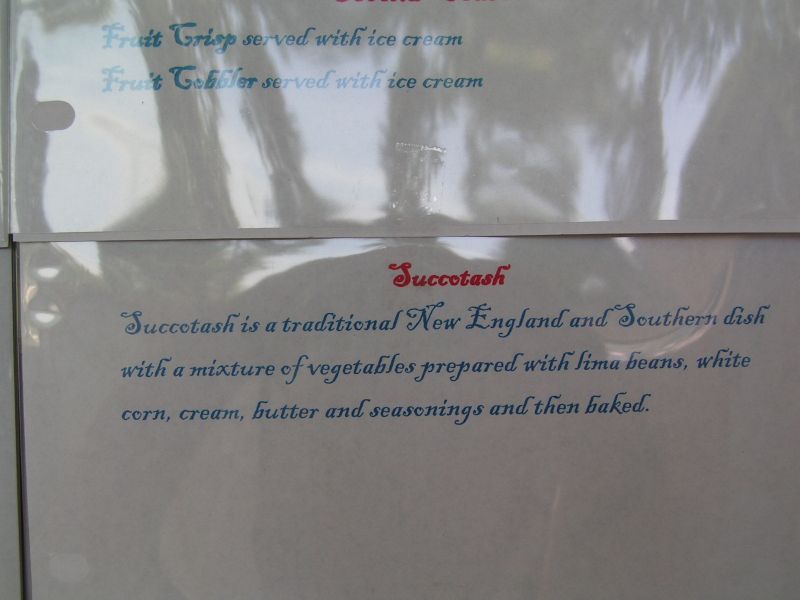 Fruit Crisp served with ice cream
Fruit Cobbler served with ice cream
Succotash
Succotash is a traditional New England and Southern dish
with a mixture of vegetables prepared with lima beans, white
corn, cream, butter and seasonings and then baked.